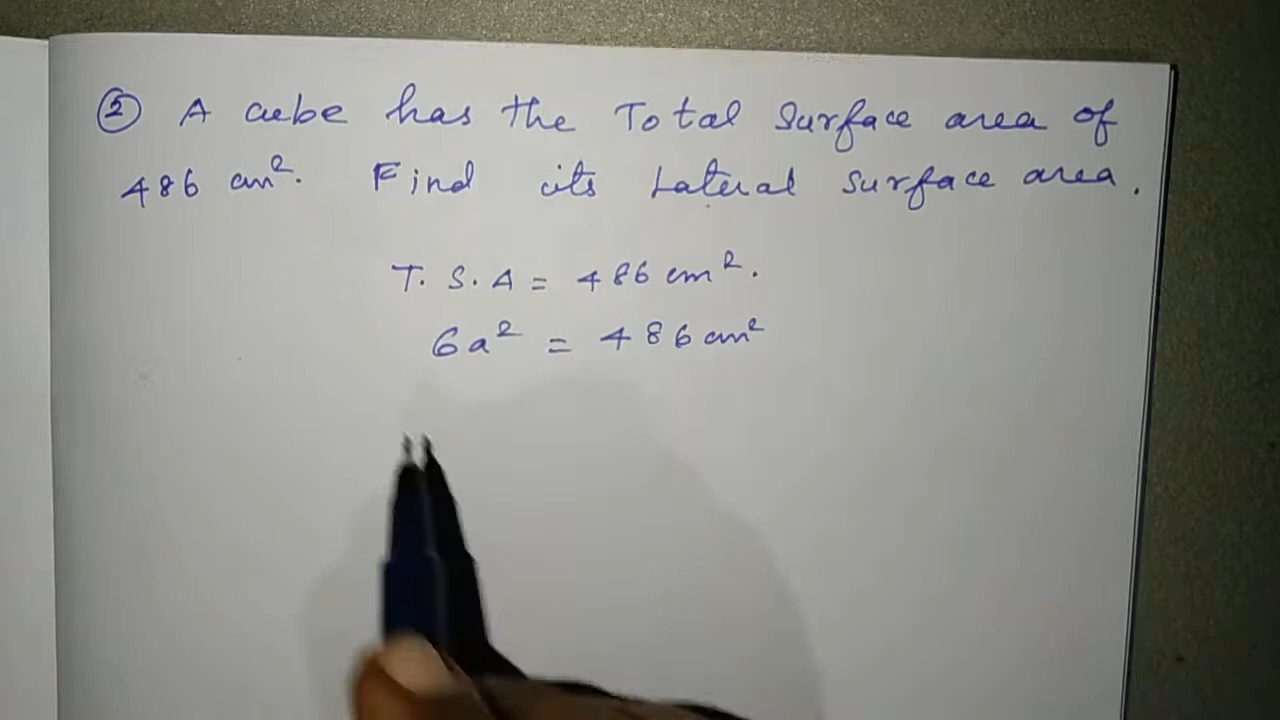 ② A cube has the Total Surface area of
486 cm². Find its Lateral Surface area.
T. S. A = 486 cm².
6a² = 486 cm²